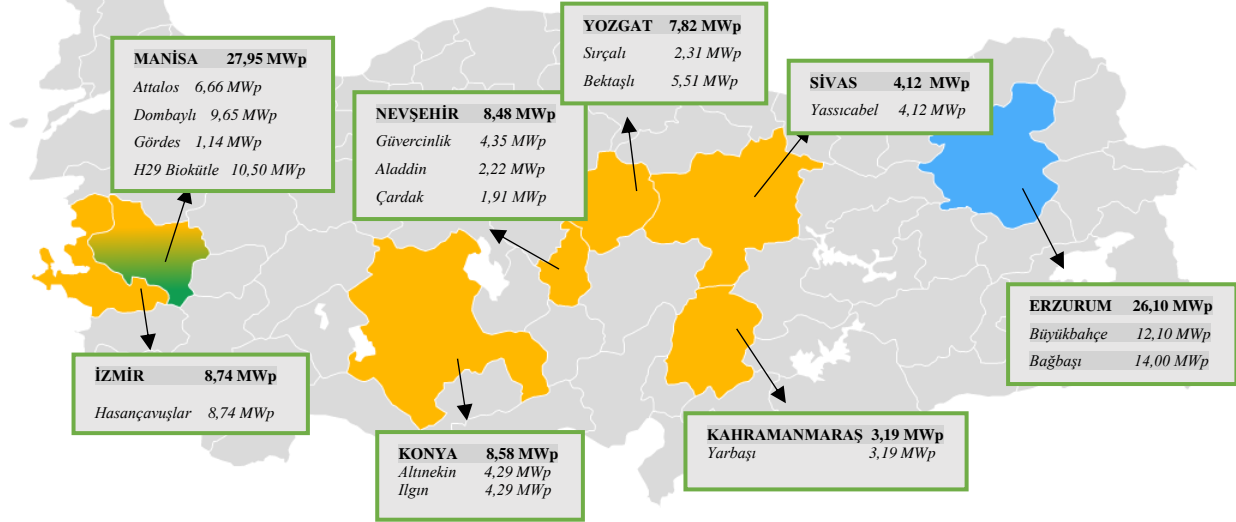 MANİSA 27,95 MWp
Attalos 6,66 MWp
Dombaylı 9,65 MWp
Gördes 1,14 MWp
H29 Biokütle 10,50 MWp
NEVŞEHİR 8,48 MWp
Güvercinlik 4,35 MWp
Aladdin 2,22 MWp
Çardak 1,91 MWp
YOZGAT 7,82 MWp
Sırçalı 2,31 MWp
Bektaşlı 5,51 MWp
SİVAS 4,12 MWp
Yassıcabel 4,12 MWp
ERZURUM 26,10 MWp
Büyükbahçe 12,10 MWp
Bağbaşı 14,00 MWp
İZMİR 8,74 MWp
Hasançavuşlar 8,74 MWp
KONYA 8,58 MWp
Altınekin 4,29 MWp
Ilgın 4,29 MWp
KAHRAMANMARAŞ 3,19 MWp
Yarbaşı 3,19 MWp